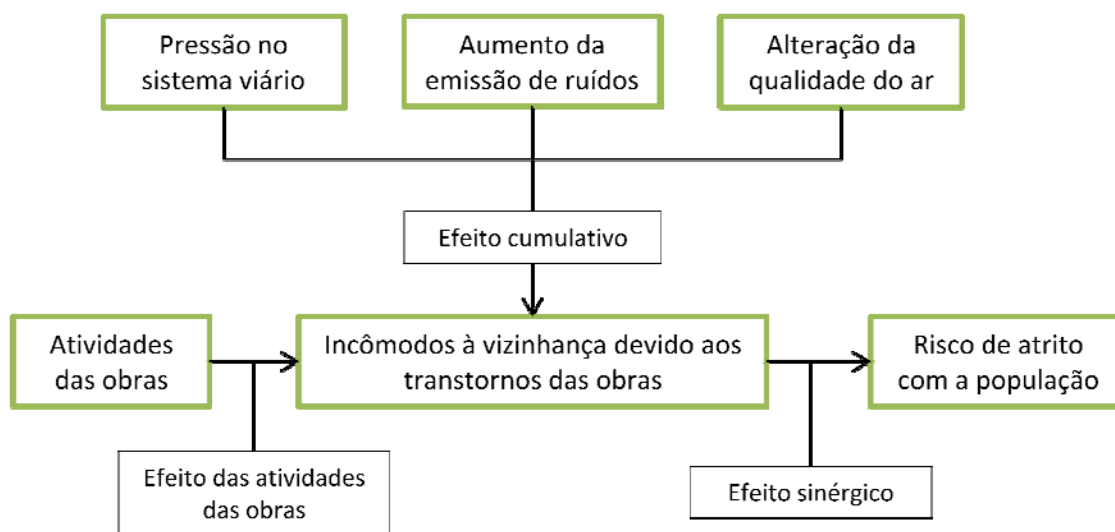 Pressão no
sistema viário
Aumento da
emissão de ruídos
Alteração da
qualidade do ar
Efeito cumulativo
Atividades
das obras
Incômodos à vizinhança devido aos
transtornos das obras
Risco de atrito
com a população
Efeito das atividades
das obras
Efeito sinérgico